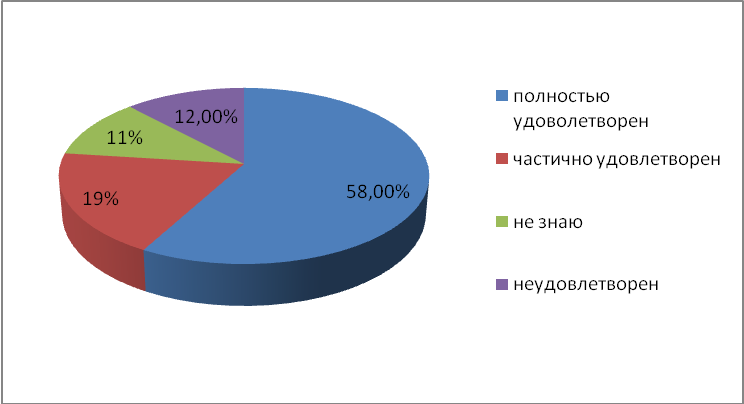 12,00%
11%
19%
58,00%
полностью
удоволетворен
частично удовлетворен
не знаю
неудовлетворен